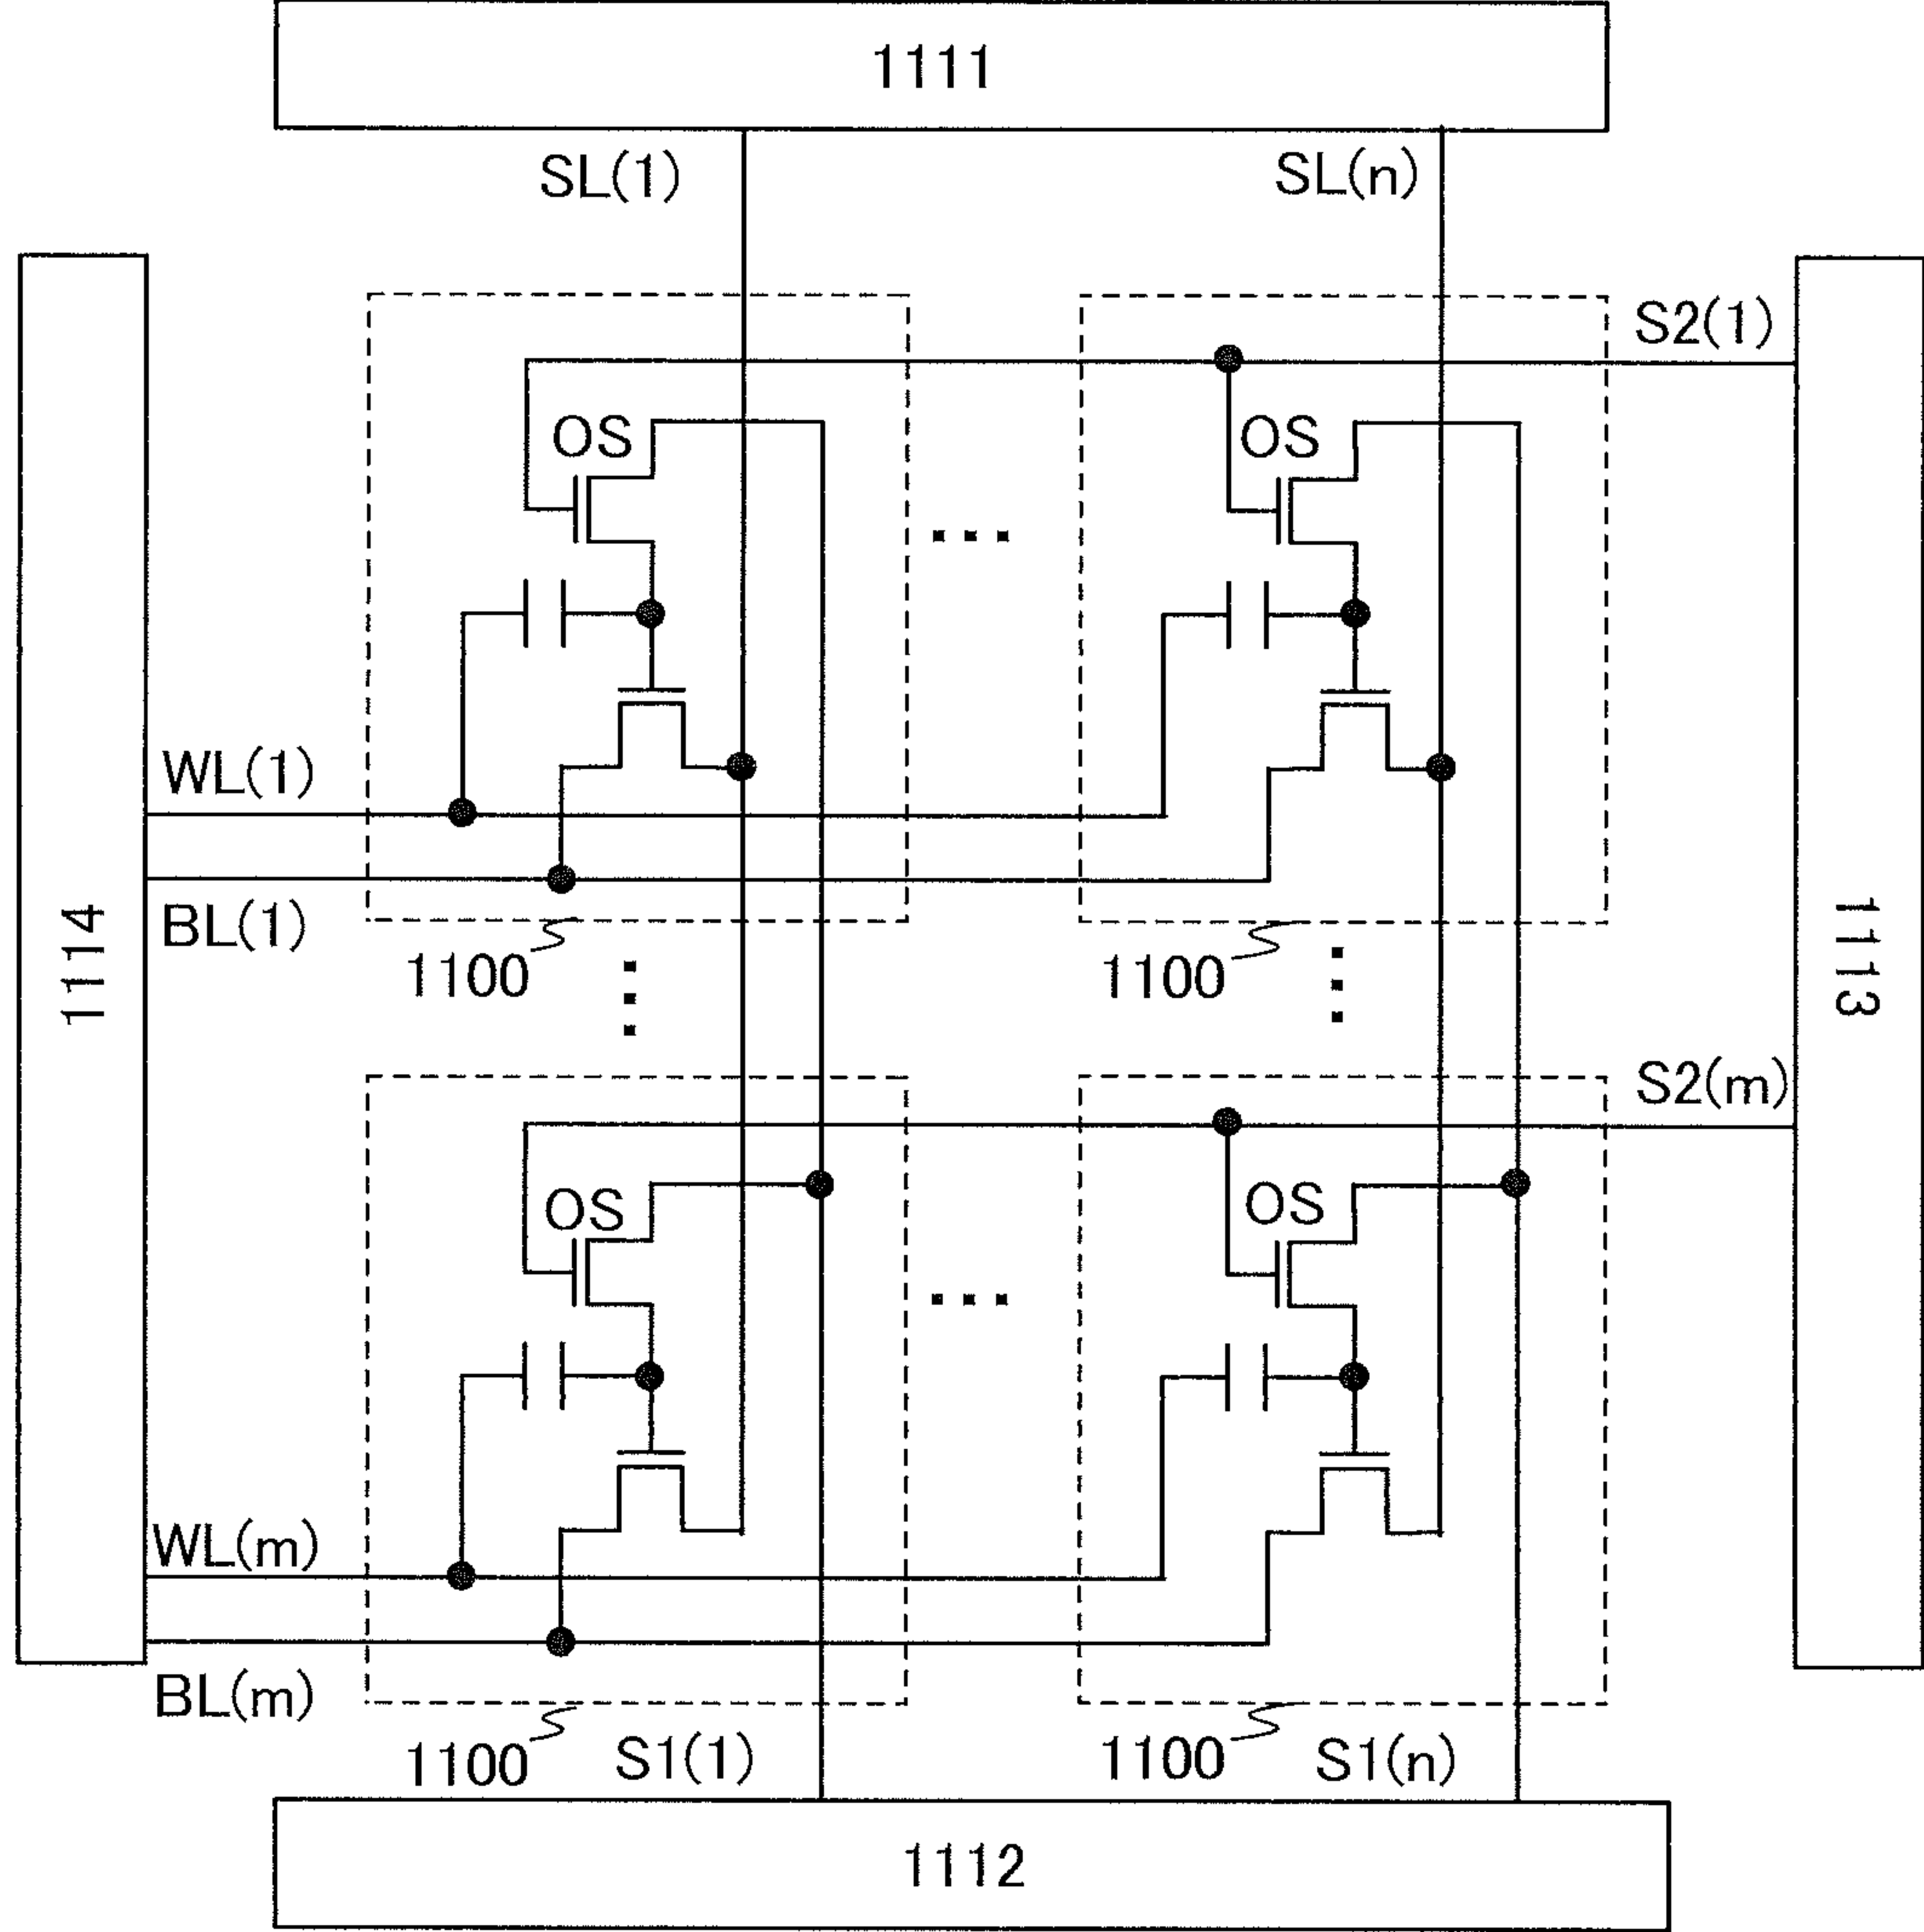 1111
SL(1)
SL(n)
S2(1)
OS
OS
...
WL(1)
BL(1)
1114
1113
1100
1100
S2(m)
OS
OS
...
WL(m)
BL(m)
1100
S1(1)
1100
S1(n)
1112